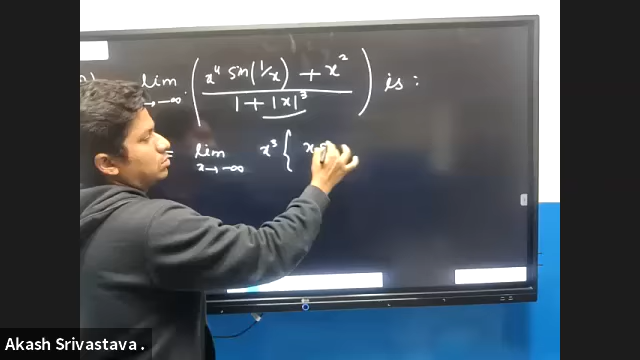 lim x→-∞ ( (x⁴ sin(1/x) + x²) / (1 + |x|³) ) is :
= lim x→-∞ x³ { x
Akash Srivastava .